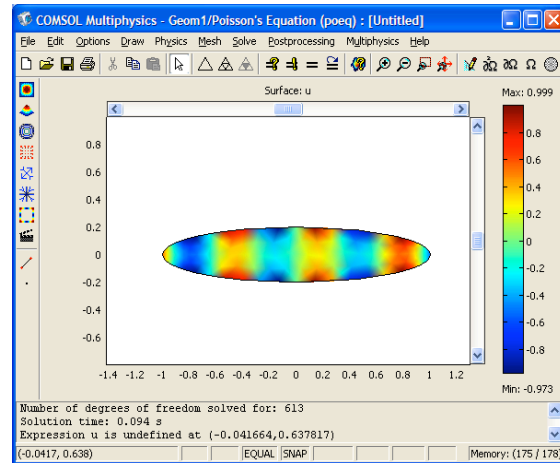 COMSOL Multiphysics - Geom1/Poisson's Equation (poeq) : [Untitled]
File Edit Options Draw Physics Mesh Solve Postprocessing Multiphysics Help
Surface: u
Max: 0.999
0.8
0.6
0.4
0.2
0
-0.2
-0.4
-0.6
-1.4 -1.2 -1 -0.8 -0.6 -0.4 -0.2 0 0.2 0.4 0.6 0.8 1 1.2
0.8
0.6
0.4
0.2
0
-0.2
-0.4
-0.6
-0.8
Min: -0.973
Number of degrees of freedom solved for: 613
Solution time: 0.094 s
Expression u is undefined at (-0.041664,0.637817)
(-0.0417, 0.638) EQUAL SNAP Memory: (175 / 178)